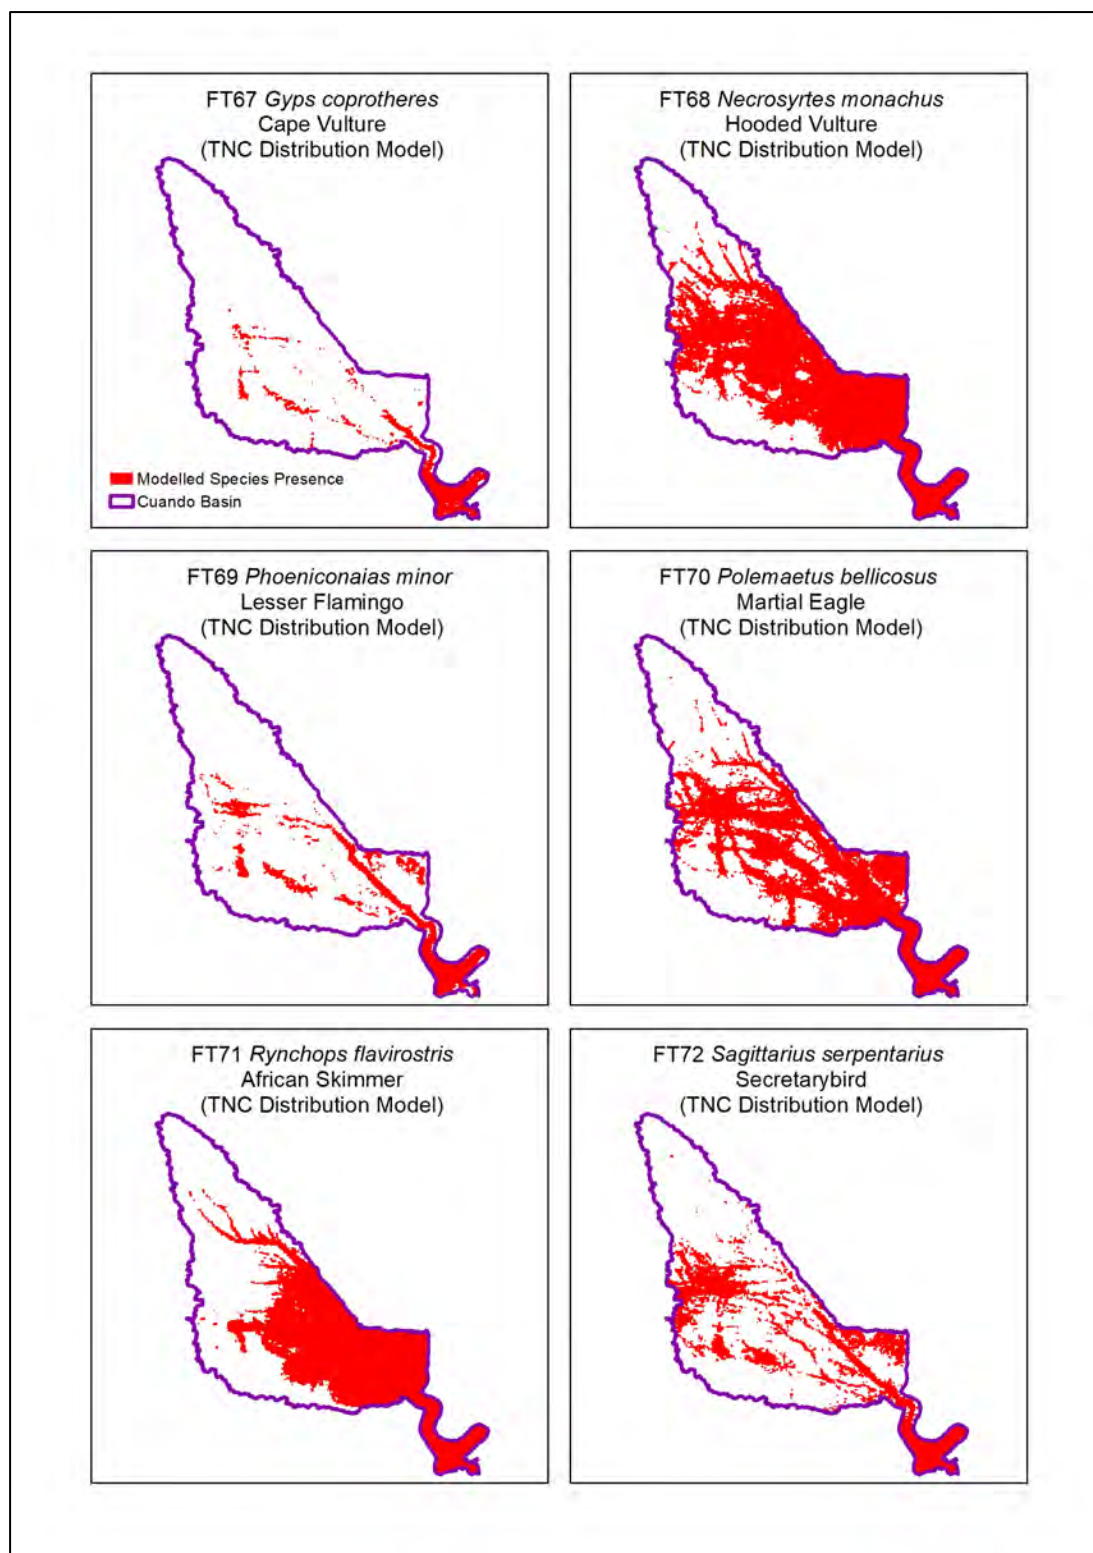 FT67 Gyps coprotheres
Cape Vulture
(TNC Distribution Model)
Modelled Species Presence
Cuando Basin
FT68 Necrosyrtes monachus
Hooded Vulture
(TNC Distribution Model)
FT69 Phoeniconaias minor
Lesser Flamingo
(TNC Distribution Model)
FT70 Polemaetus bellicosus
Martial Eagle
(TNC Distribution Model)
FT71 Rynchops flavirostris
African Skimmer
(TNC Distribution Model)
FT72 Sagittarius serpentarius
Secretarybird
(TNC Distribution Model)